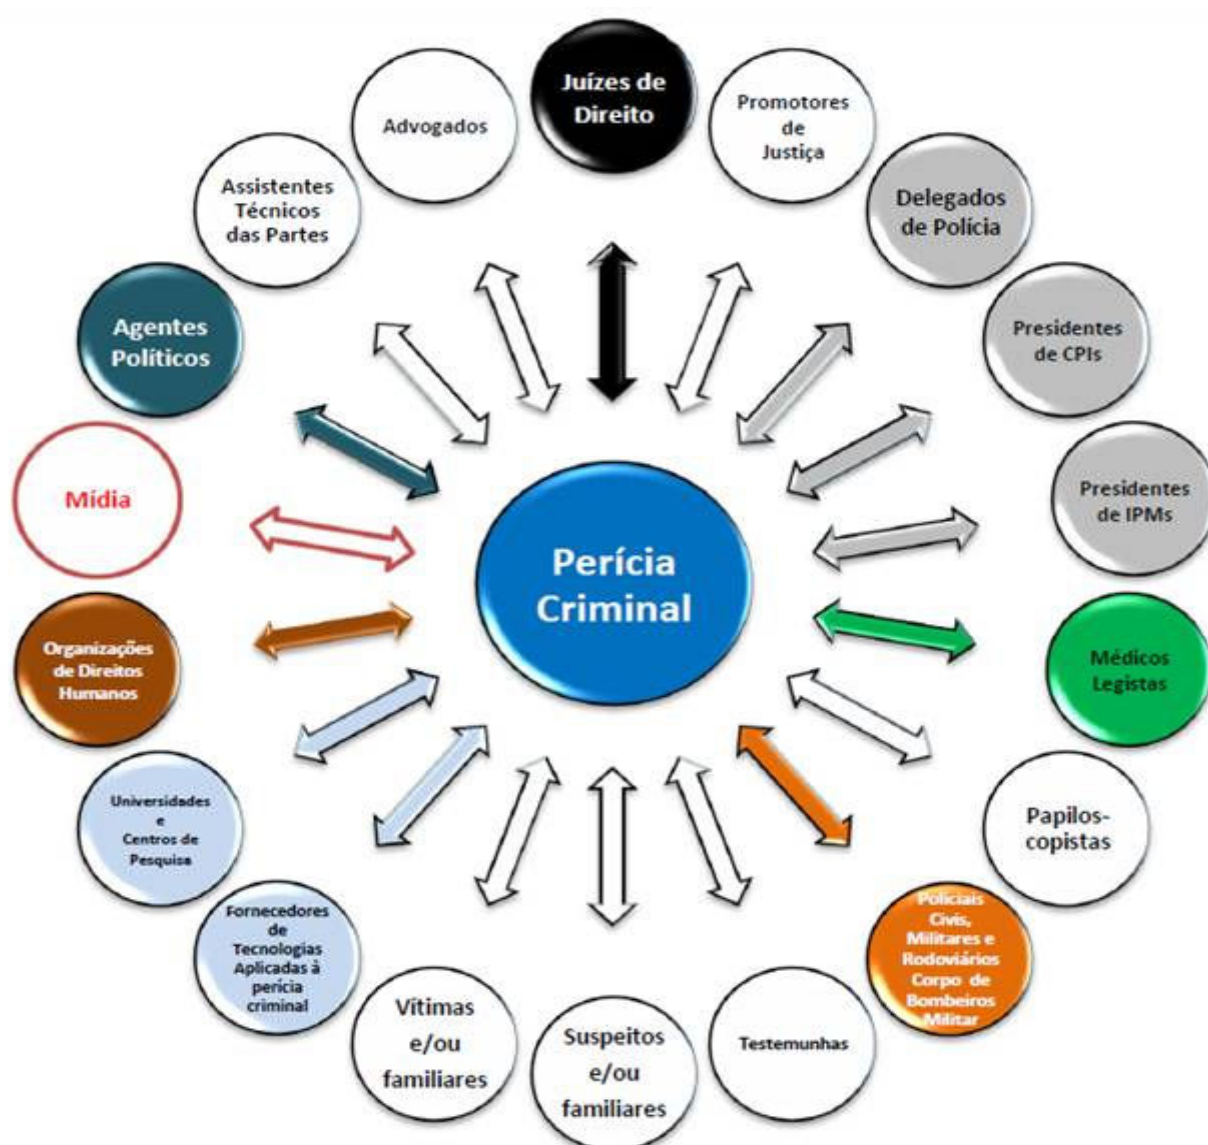 Juízes de
Direito
Promotores
de
Justiça
Delegados
de Polícia
Presidentes
de CPIs
Presidentes
de IPMs
Médicos
Legistas
Papilos-
copistas
Policiais
Civis,
Militares e
Rodoviários
Corpo de
Bombeiros
Militar
Testemunhas
Suspeitos
e/ou
familiares
Vítimas
e/ou
familiares
Fornecedores
de
Tecnologias
Aplicadas à
perícia
criminal
Universidades
e
Centros de
Pesquisa
Organizações
de Direitos
Humanos
Mídia
Agentes
Políticos
Assistentes
Técnicos
das Partes
Advogados
Perícia
Criminal